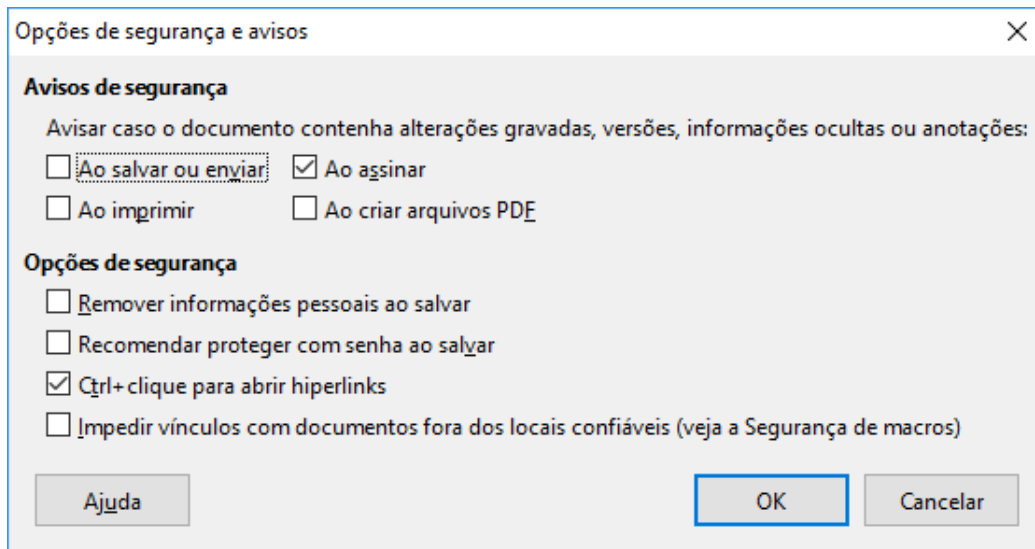 Opções de segurança e avisos
Avisos de segurança
Avisar caso o documento contenha alterações gravadas, versões, informações ocultas ou anotações:
Ao salvar ou enviar Ao assinar
Ao imprimir Ao criar arquivos PDF
Opções de segurança
Remover informações pessoais ao salvar
Recomendar proteger com senha ao salvar
Ctrl+clique para abrir hiperlinks
Impedir vínculos com documentos fora dos locais confiáveis (veja a Segurança de macros)
Ajuda OK Cancelar